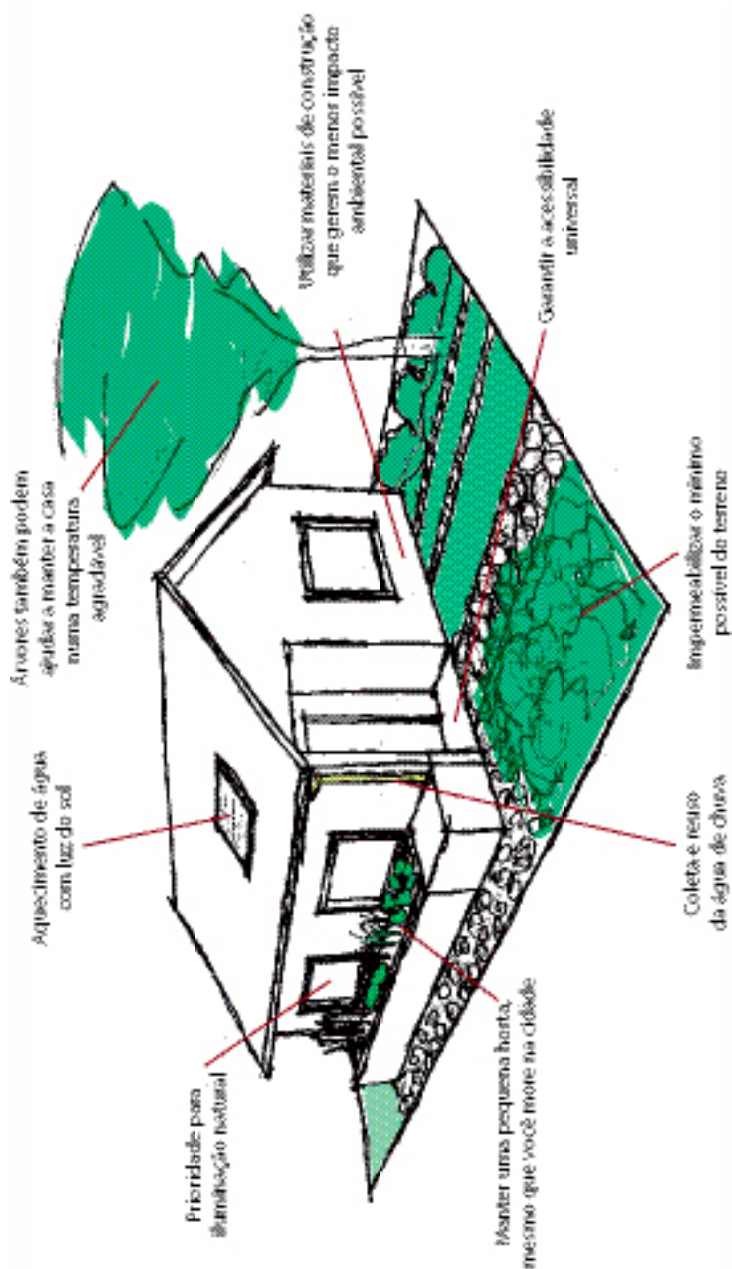 Árvores também podem
ajudar a manter a casa
numa temperatura
agradável
Aquecimento de água
com luz do sol
Prioridade para
iluminação natural
Utilizar materiais de construção
que gerem o menor impacto
ambiental possível
Garantir a acessibilidade
universal
Impermeabilizar o mínimo
possível do terreno
Coleta e reuso
da água de chuva
Manter uma pequena horta,
mesmo que você more na cidade